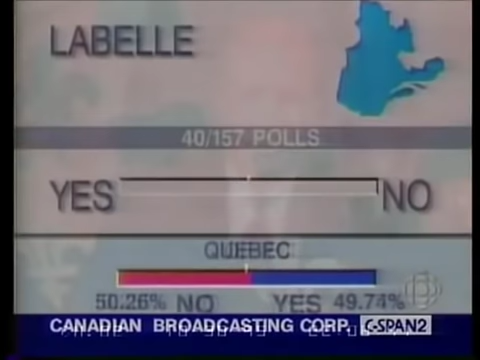 LABELLE
40/157 POLLS
YES NO
QUEBEC
50.26% NO YES 49.74%
CANADIAN BROADCASTING CORP. C-SPAN2